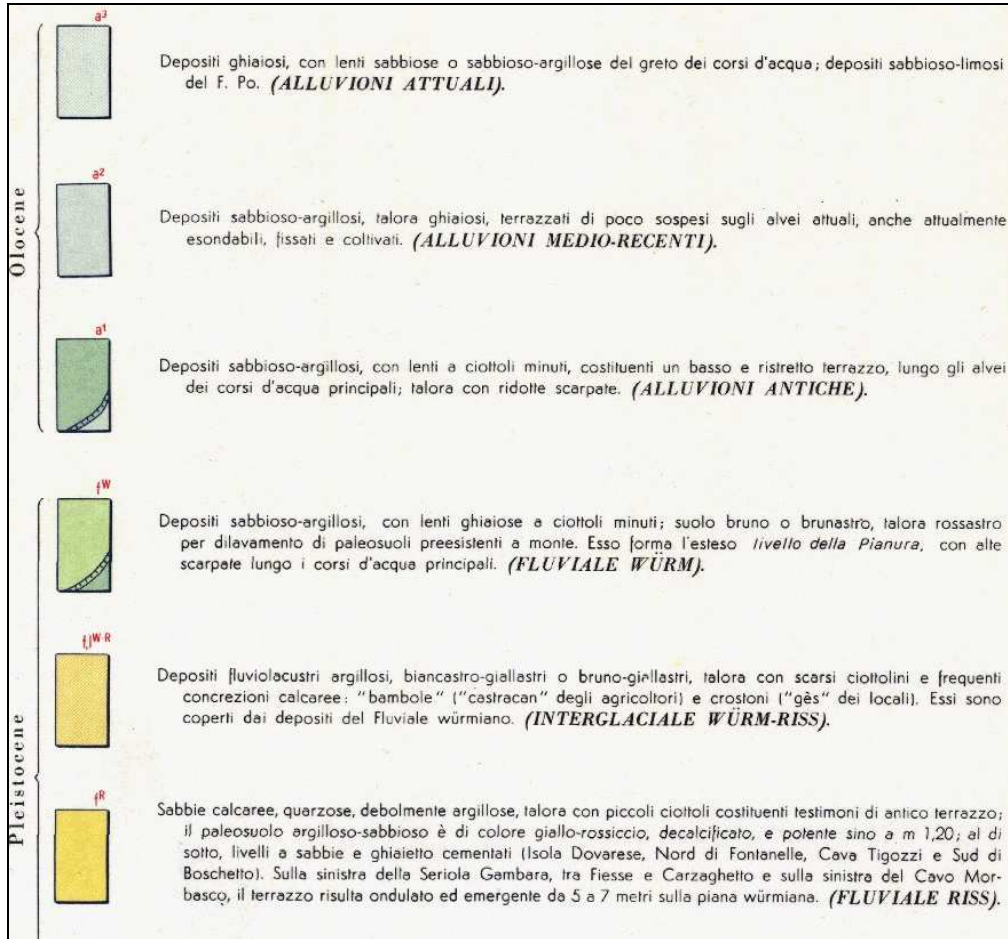 a³
Depositi ghiaiosi, con lenti sabbiose o sabbioso-argillose del greto dei corsi d'acqua; depositi sabbioso-limosi
del F. Po. (ALLUVIONI ATTUALI).
a²
Depositi sabbioso-argillosi, talora ghiaiosi, terrazzati di poco sospesi sugli alvei attuali, anche attualmente
esondabili, fissati e coltivati. (ALLUVIONI MEDIO-RECENTI).
Olocene
a¹
Depositi sabbioso-argillosi, con lenti a ciottoli minuti, costituenti un basso e ristretto terrazzo, lungo gli alvei
dei corsi d'acqua principali; talora con ridotte scarpate. (ALLUVIONI ANTICHE).
fW
Depositi sabbioso-argillosi, con lenti ghiaiose a ciottoli minuti; suolo bruno o brunastro, talora rossastro
per dilavamento di paleosuoli preesistenti a monte. Esso forma l'esteso livello della Pianura, con alte
scarpate lungo i corsi d'acqua principali. (FLUVIALE WÜRM).
f,lW-R
Depositi fluviolacustri argillosi, biancastro-giallastri o bruno-giallastri, talora con scarsi ciottolini e frequenti
concrezioni calcaree: "bambole" ("castracan" degli agricoltori) e crostoni ("gès" dei locali). Essi sono
coperti dai depositi del Fluviale würmiano. (INTERGLACIALE WÜRM-RISS).
Pleistocene
fR
Sabbie calcaree, quarzose, debolmente argillose, talora con piccoli ciottoli costituenti testimoni di antico terrazzo;
il paleosuolo argilloso-sabbioso è di colore giallo-rossiccio, decalcificato, e potente sino a m 1,20; al di
sotto, livelli a sabbie e ghiaietto cementati (Isola Dovarese, Nord di Fontanelle, Cava Tigozzi e Sud di
Boschetto). Sulla sinistra della Seriola Gambara, tra Fiesse e Carzaghetto e sulla sinistra del Cavo Mor-
basco, il terrazzo risulta ondulato ed emergente da 5 a 7 metri sulla piana würmiana. (FLUVIALE RISS).